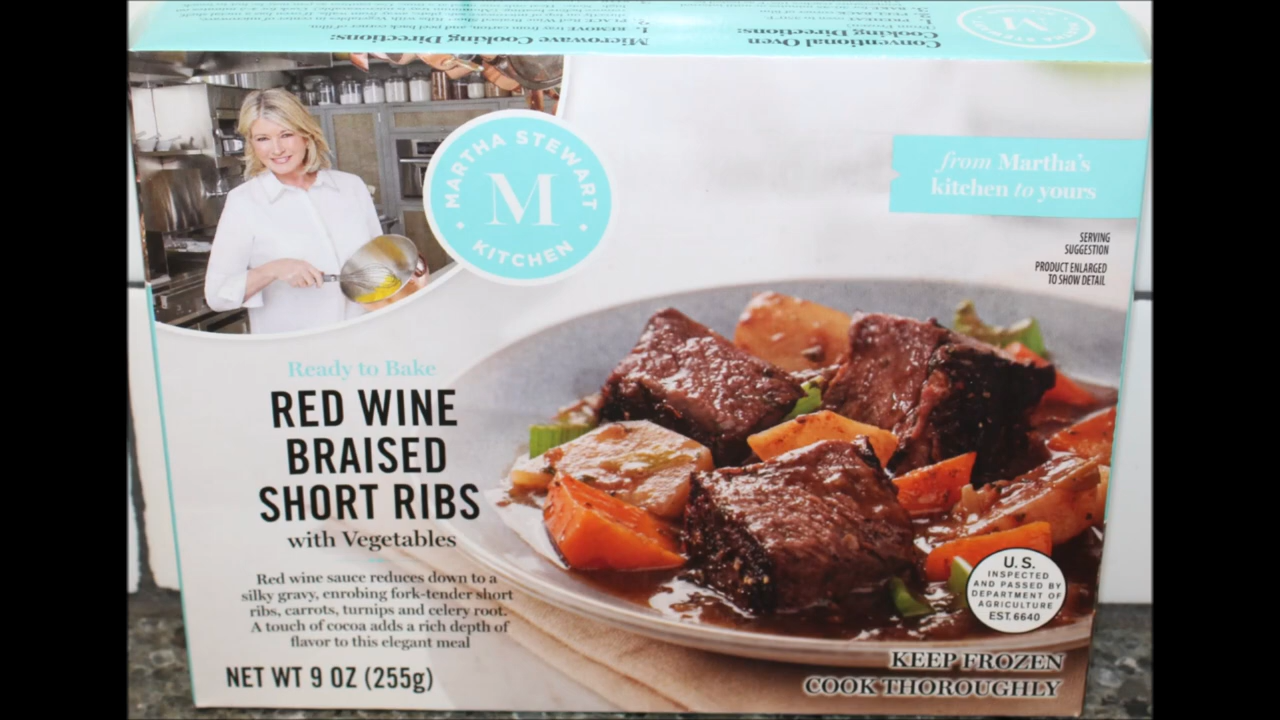 Microwave Cooking Directions:
Conventional Oven
Cooking Directions:
MARTHA STEWART
M
KITCHEN
from Martha's
kitchen to yours
SERVING
SUGGESTION
PRODUCT ENLARGED
TO SHOW DETAIL
Ready to Bake
RED WINE
BRAISED
SHORT RIBS
with Vegetables
Red wine sauce reduces down to a
silky gravy, enrobing fork-tender short
ribs, carrots, turnips and celery root.
A touch of cocoa adds a rich depth of
flavor to this elegant meal
NET WT 9 OZ (255g)
U.S.
INSPECTED
AND PASSED BY
DEPARTMENT OF
AGRICULTURE
EST. 6640
KEEP FROZEN
COOK THOROUGHLY